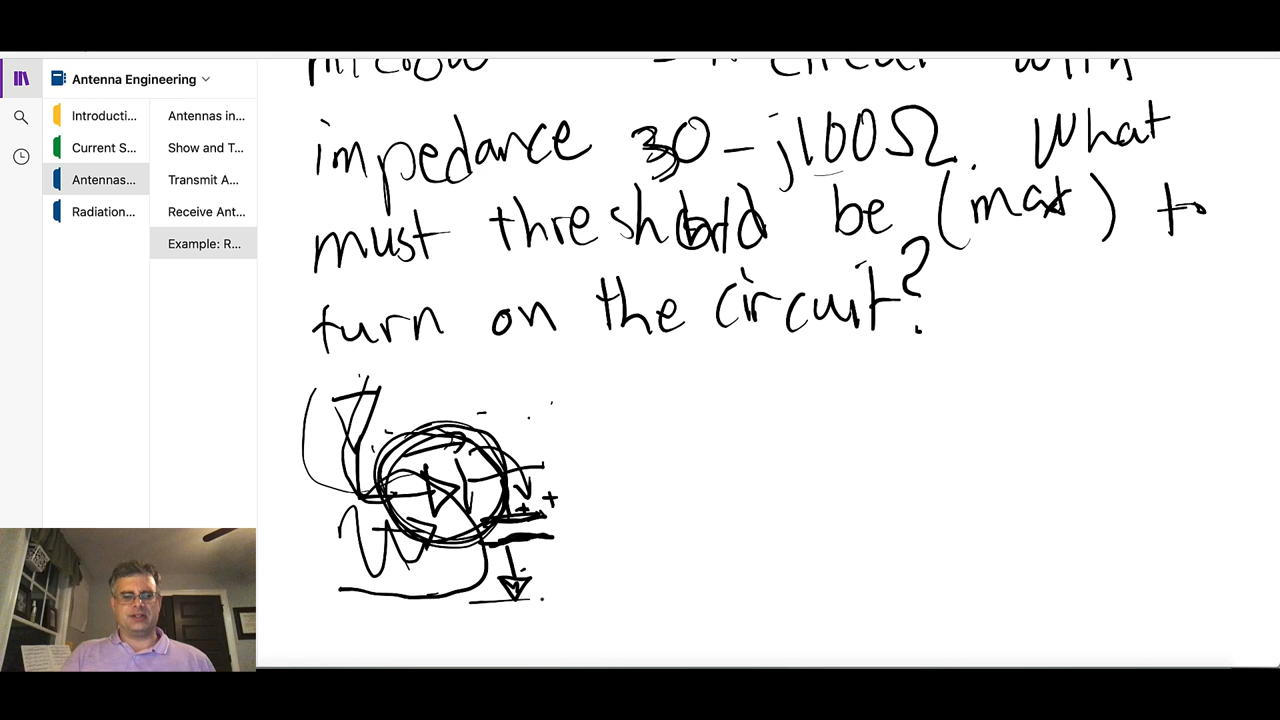 Antenna Engineering
Introducti...
Current S...
Antennas...
Radiation...
Antennas in...
Show and T...
Transmit A...
Receive Ant...
Example: R...
with
impedance 30 - j100Ω. What
must threshold be (max) to
turn on the circuit?
+ +